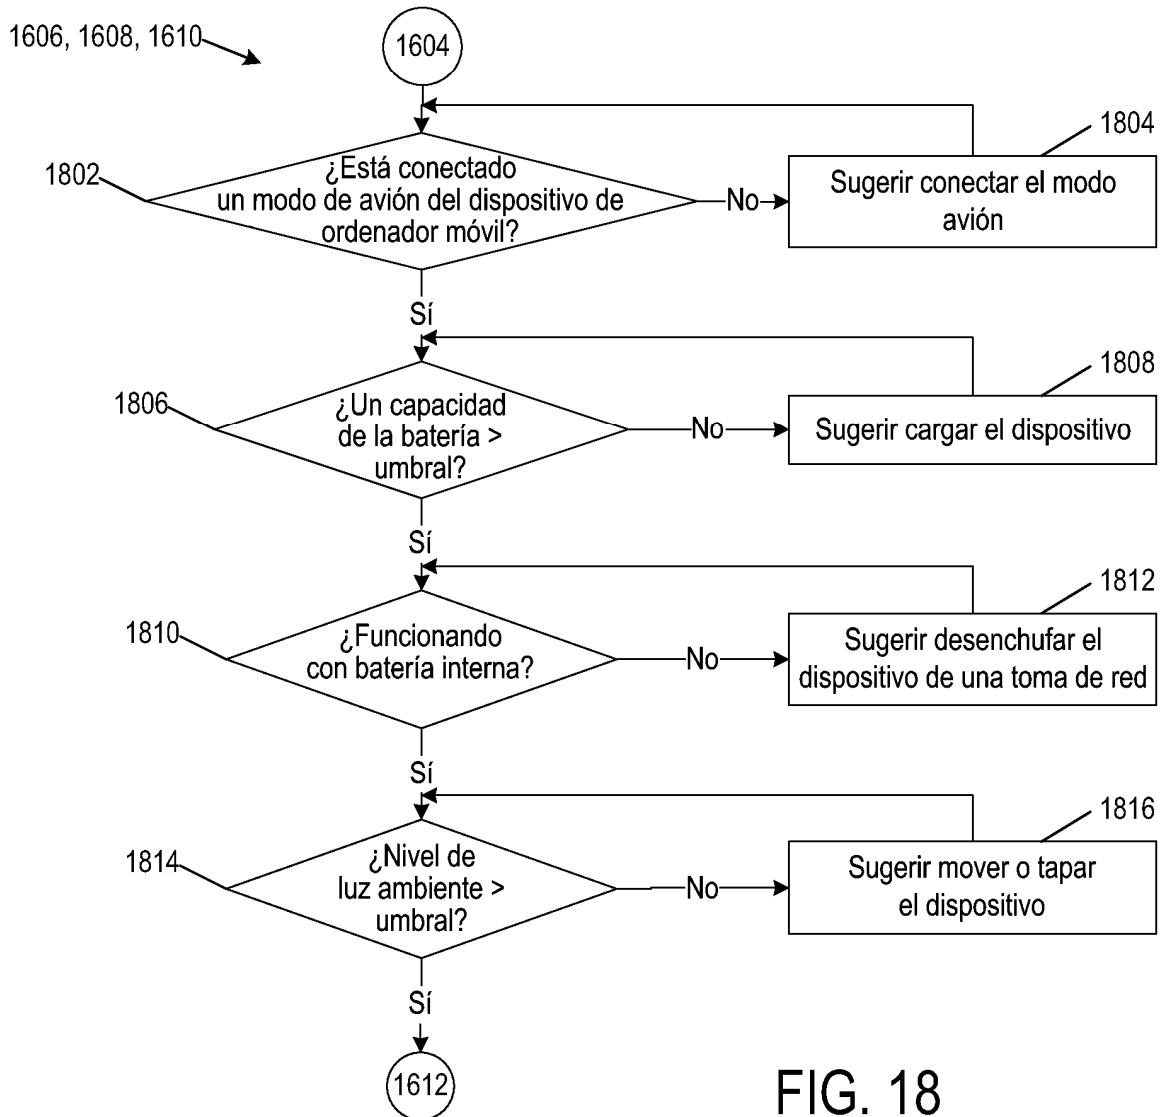 1606, 1608, 1610
1604
1802
¿Está conectado
un modo de avión del dispositivo de
ordenador móvil?
No
1804
Sugerir conectar el modo
avión
Sí
1806
¿Un capacidad
de la batería >
umbral?
No
1808
Sugerir cargar el dispositivo
Sí
1810
¿Funcionando
con batería interna?
No
1812
Sugerir desenchufar el
dispositivo de una toma de red
Sí
1814
¿Nivel de
luz ambiente >
umbral?
No
1816
Sugerir mover o tapar
el dispositivo
Sí
1612
FIG. 18